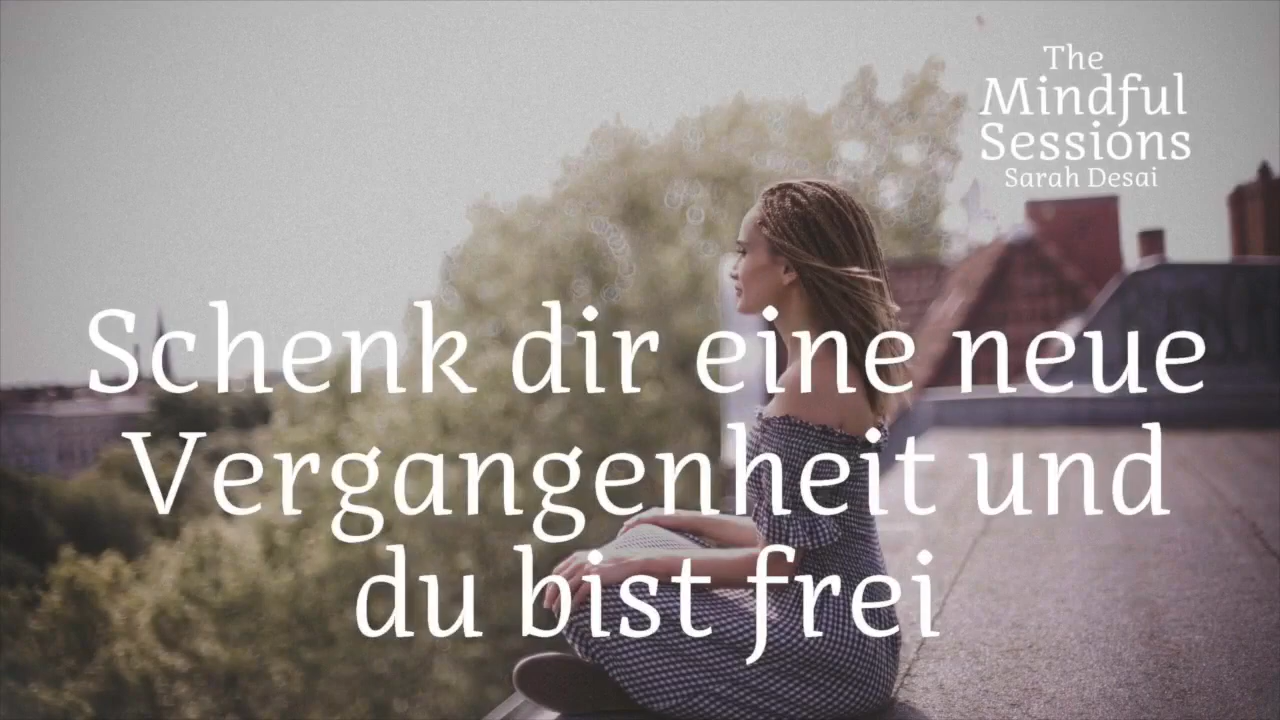 The
Mindful
Sessions
Sarah Desai
Schenk dir eine neue
Vergangenheit und
du bist frei